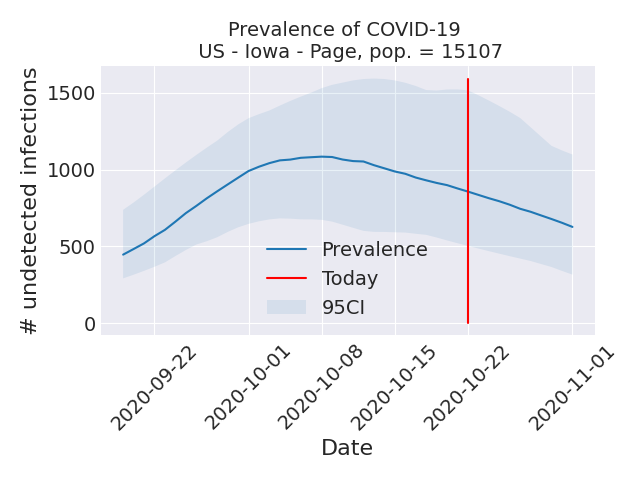 Prevalence of COVID-19
US - Iowa - Page, pop. = 15107
# undetected infections
1500
1000
500
0
Prevalence
Today
95CI
2020-09-22
2020-10-01
2020-10-08
2020-10-15
2020-10-22
2020-11-01
Date